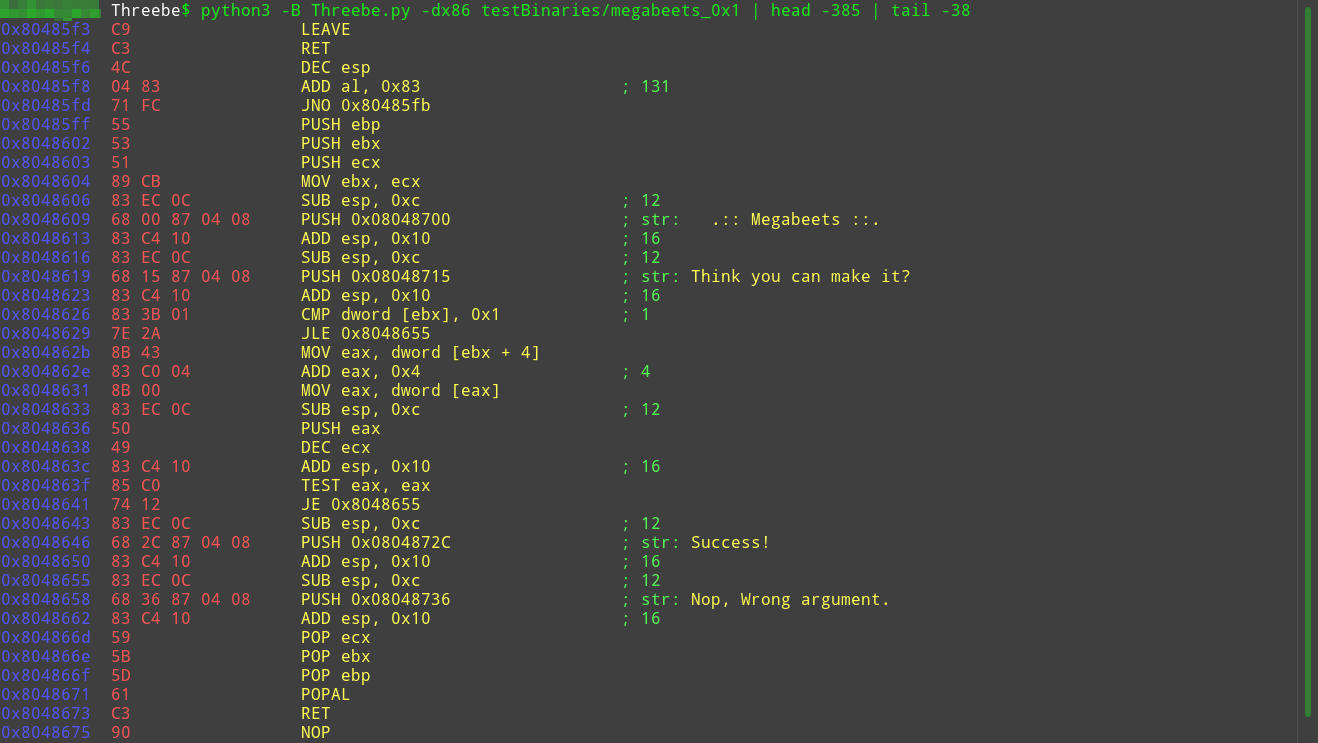 Threebe$ python3 -B Threebe.py -dx86 testBinaries/megabeets_0x1 | head -385 | tail -38
0x80485f3 C9 LEAVE
0x80485f4 C3 RET
0x80485f6 4C DEC esp
0x80485f8 04 83 ADD al, 0x83 ; 131
0x80485fd 71 FC JNO 0x80485fb
0x80485ff 55 PUSH ebp
0x8048602 53 PUSH ebx
0x8048603 51 PUSH ecx
0x8048604 89 CB MOV ebx, ecx
0x8048606 83 EC 0C SUB esp, 0xc ; 12
0x8048609 68 00 87 04 08 PUSH 0x08048700 ; str:   .:: Megabeets ::.
0x8048613 83 C4 10 ADD esp, 0x10 ; 16
0x8048616 83 EC 0C SUB esp, 0xc ; 12
0x8048619 68 15 87 04 08 PUSH 0x08048715 ; str: Think you can make it?
0x8048623 83 C4 10 ADD esp, 0x10 ; 16
0x8048626 83 3B 01 CMP dword [ebx], 0x1 ; 1
0x8048629 7E 2A JLE 0x8048655
0x804862b 8B 43 MOV eax, dword [ebx + 4]
0x804862e 83 C0 04 ADD eax, 0x4 ; 4
0x8048631 8B 00 MOV eax, dword [eax]
0x8048633 83 EC 0C SUB esp, 0xc ; 12
0x8048636 50 PUSH eax
0x8048638 49 DEC ecx
0x804863c 83 C4 10 ADD esp, 0x10 ; 16
0x804863f 85 C0 TEST eax, eax
0x8048641 74 12 JE 0x8048655
0x8048643 83 EC 0C SUB esp, 0xc ; 12
0x8048646 68 2C 87 04 08 PUSH 0x0804872C ; str: Success!
0x8048650 83 C4 10 ADD esp, 0x10 ; 16
0x8048655 83 EC 0C SUB esp, 0xc ; 12
0x8048658 68 36 87 04 08 PUSH 0x08048736 ; str: Nop, Wrong argument.
0x8048662 83 C4 10 ADD esp, 0x10 ; 16
0x804866d 59 POP ecx
0x804866e 5B POP ebx
0x804866f 5D POP ebp
0x8048671 61 POPAL
0x8048673 C3 RET
0x8048675 90 NOP